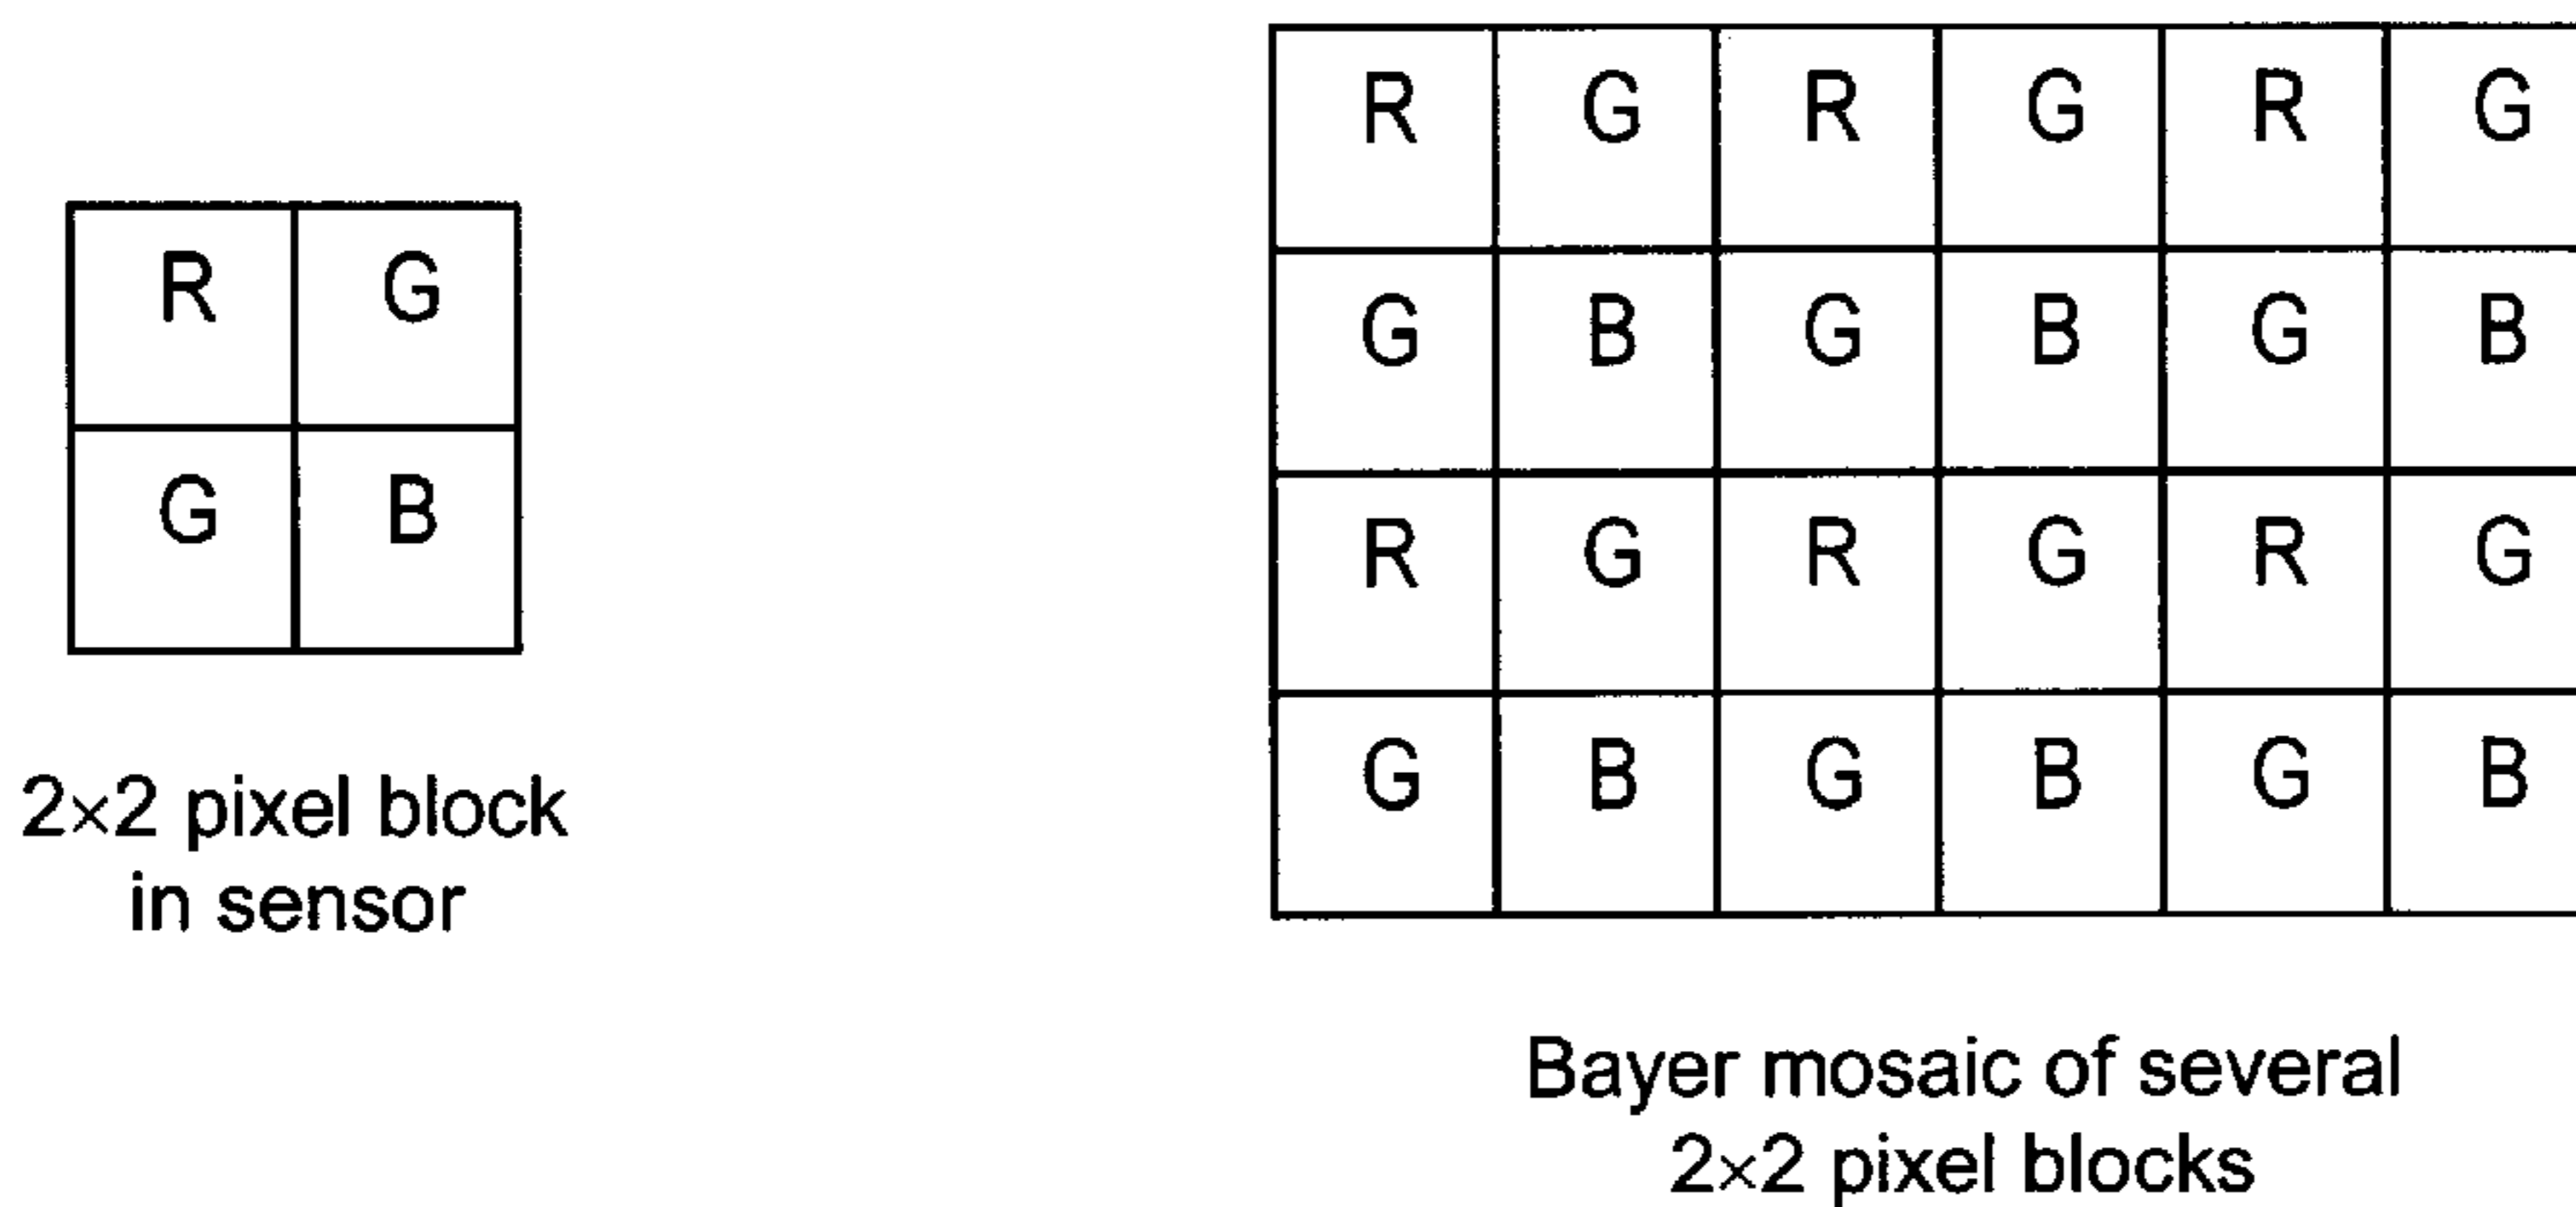 R G
G B
2×2 pixel block
in sensor
R G R G R G
G B G B G B
R G R G R G
G B G B G B
Bayer mosaic of several
2×2 pixel blocks